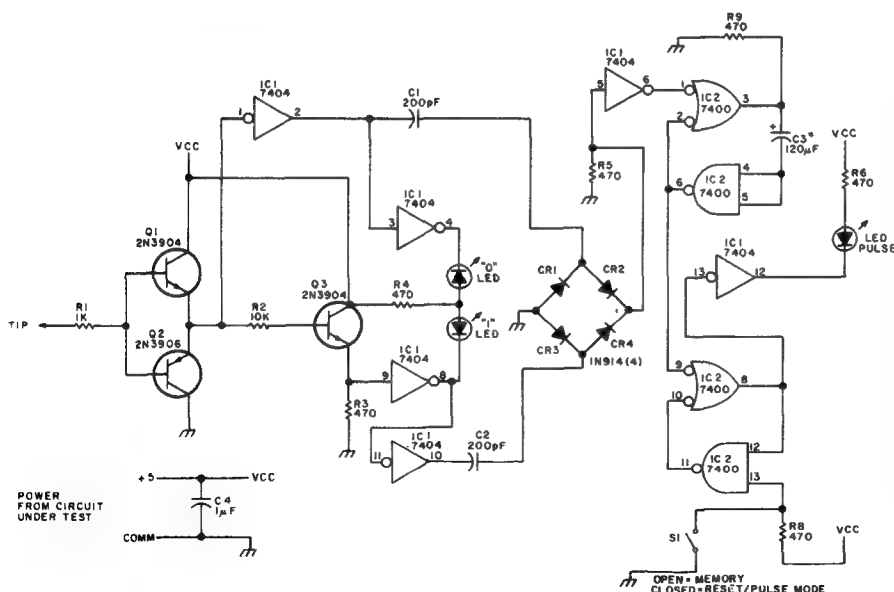 R9
470
IC1
7404
5
6
1
2
IC2
7400
3
C3*
120µF
+
VCC
R6
470
LED
PULSE
R5
470
6
IC2
7400
4
5
IC1
7404
1
2
C1
200pF
VCC
IC1
7404
3
4
"0"
LED
Q1
2N3904
Q3
2N3904
R4
470
"1"
LED
CR1
CR2
CR3
CR4
1N914(4)
IC1
7404
13
12
TIP
R1
1K
R2
10K
Q2
2N3906
R3
470
IC1
7404
9
8
IC1
7404
11
10
C2
200pF
9
10
IC2
7400
8
11
IC2
7400
12
13
POWER
FROM CIRCUIT
UNDER TEST
+5
VCC
C4
1µF
COMM
S1
R8
470
VCC
OPEN = MEMORY
CLOSED = RESET/PULSE MODE